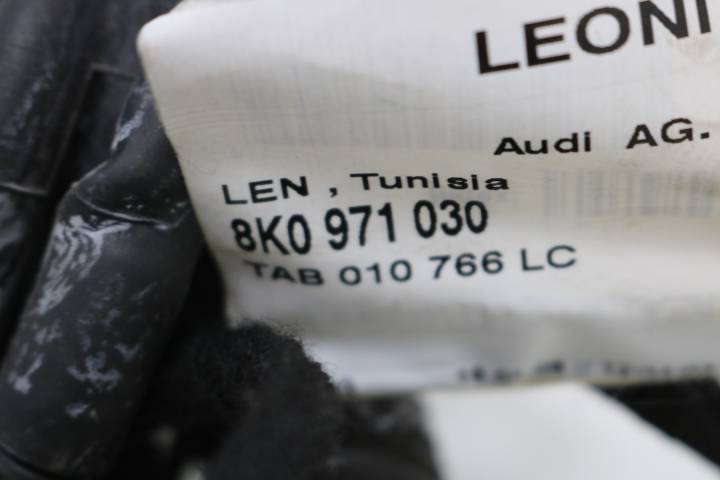 LEONI
Audi AG.
LEN , Tunisia
8K0 971 030
TAB 010 766 LC